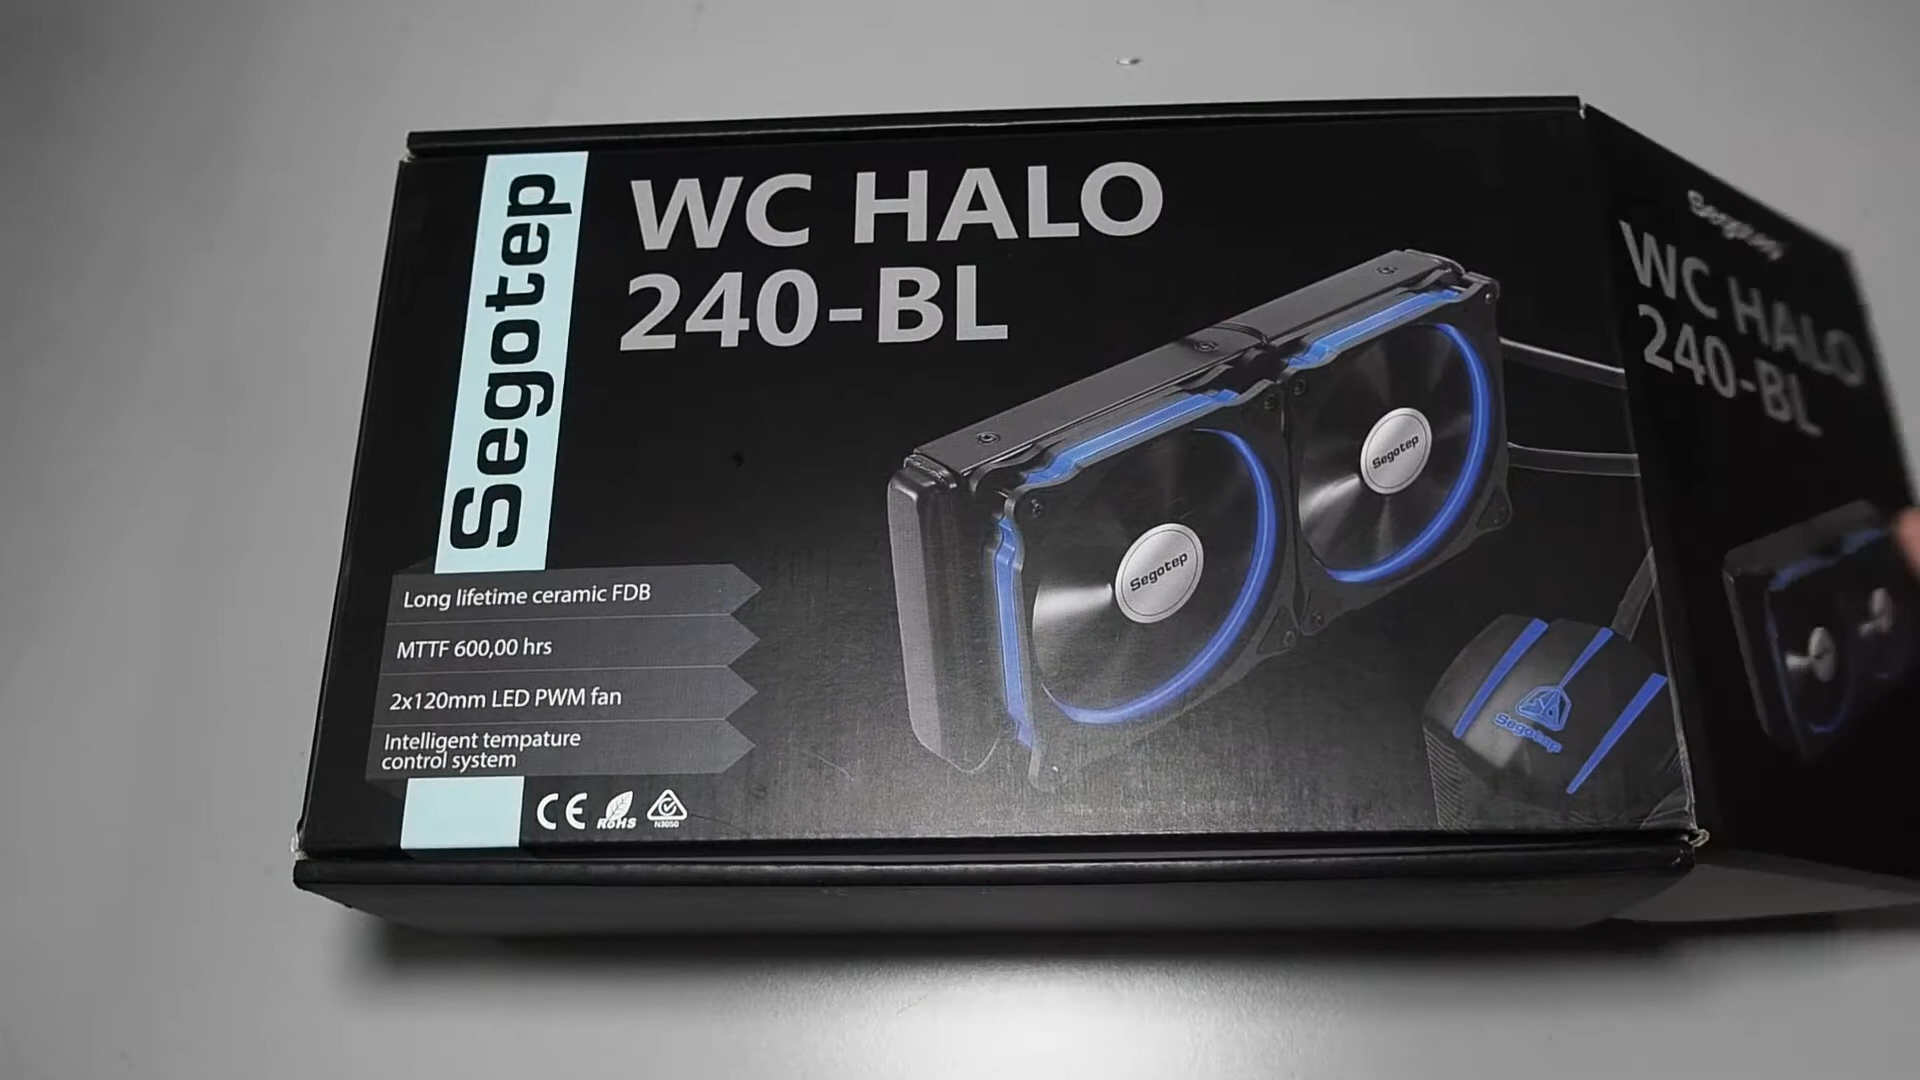 Segotep
WC HALO
240-BL
Long lifetime ceramic FDB
MTTF 600,00 hrs
2x120mm LED PWM fan
Intelligent tempature
control system
CE
RoHS
N3050
Segotep
Segotep
Segotep
Segotep
WC HALO
240-BL